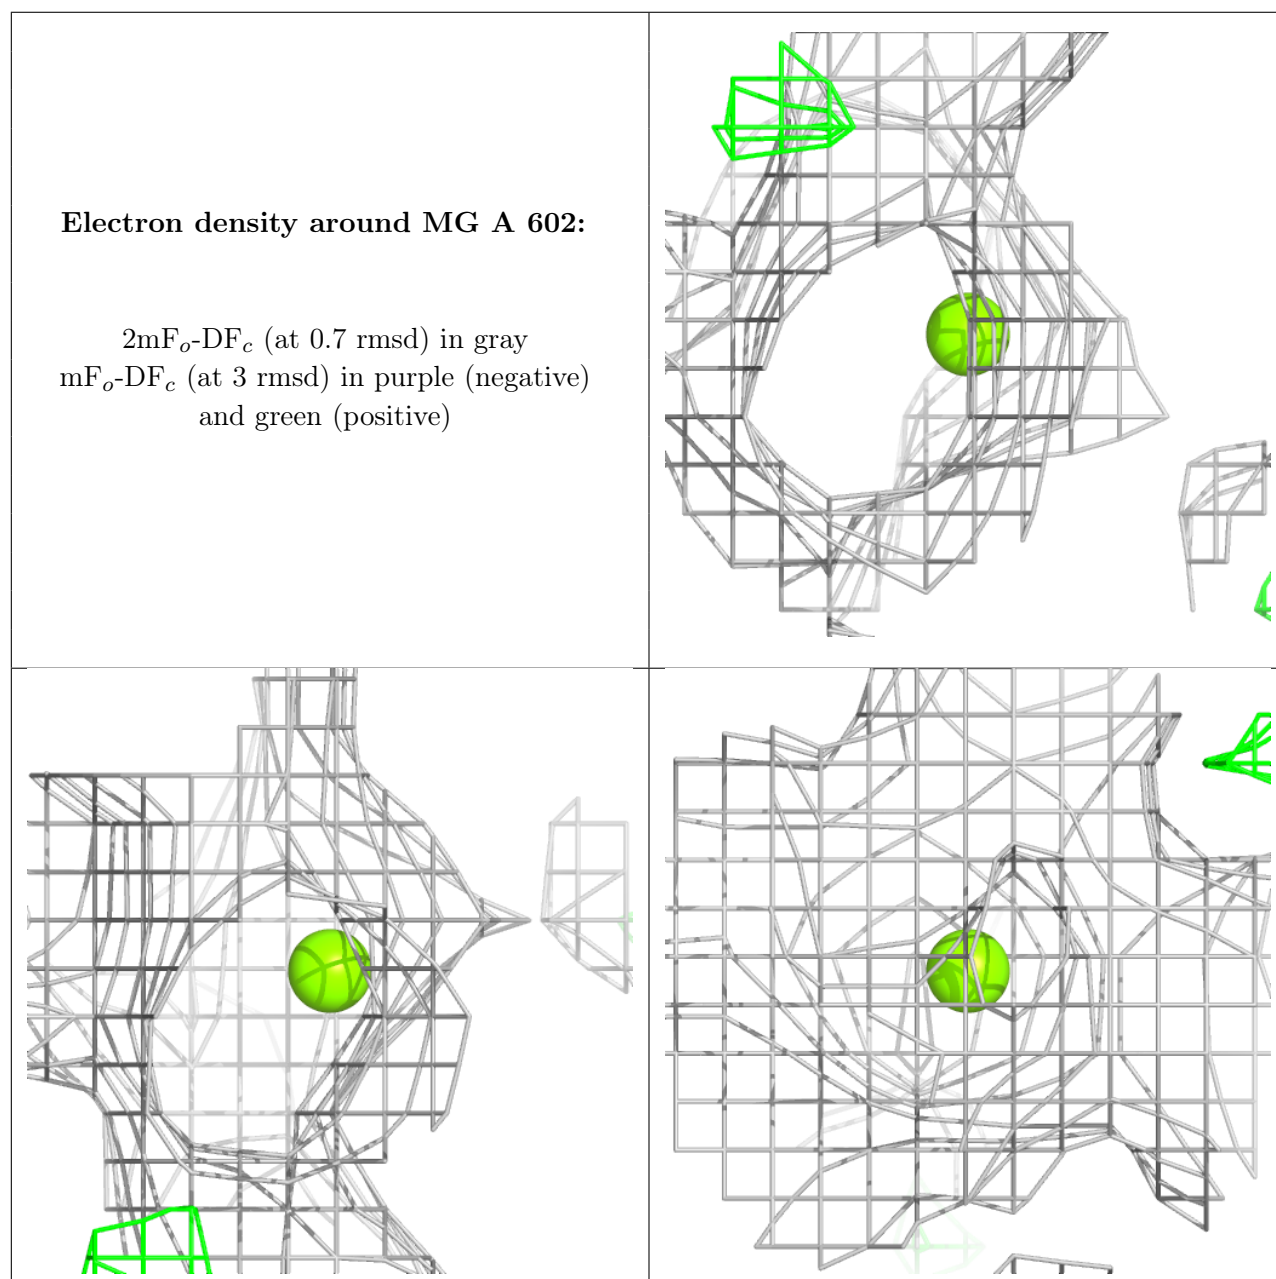 Electron density around MG A 602:
2mFo-DFc (at 0.7 rmsd) in gray
mFo-DFc (at 3 rmsd) in purple (negative)
and green (positive)